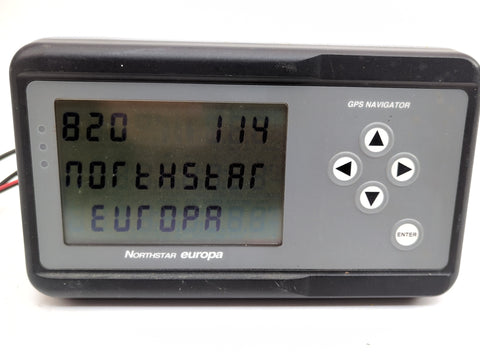 GPS NAVIGATOR
820 114
NORTHSTAR
EUROPA
ENTER
NORTHSTAR europa